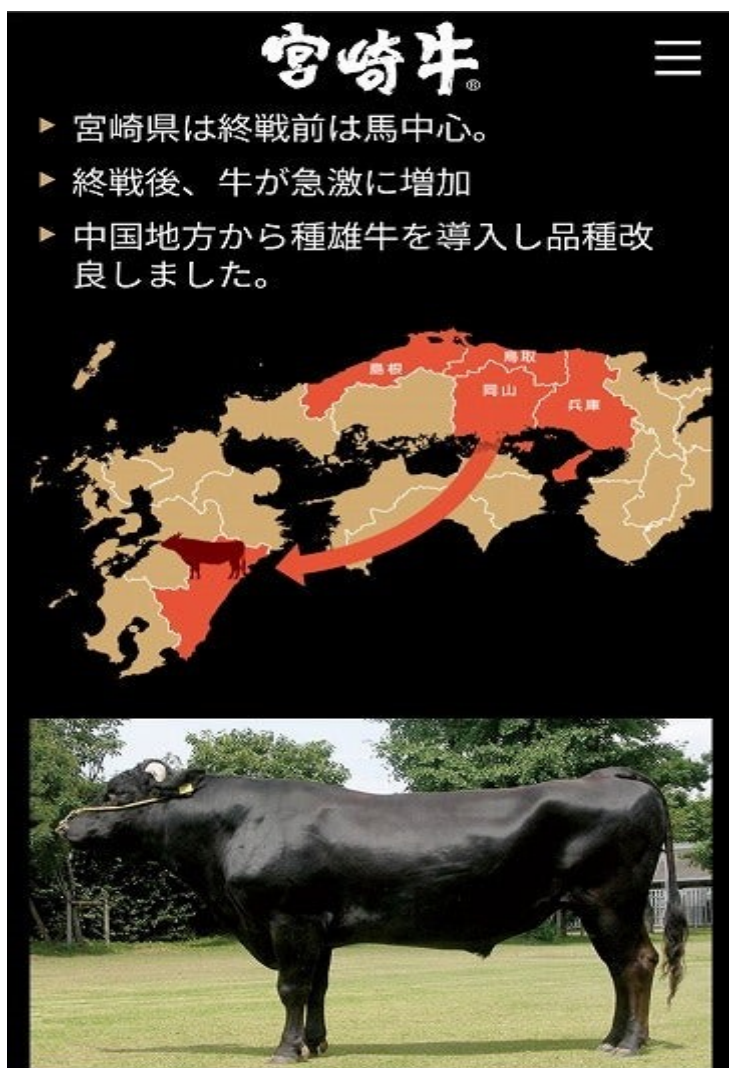 宮崎牛®
宮崎県は終戦前は馬中心。
終戦後、牛が急激に増加
中国地方から種雄牛を導入し品種改
良しました。
島根
鳥取
岡山
兵庫